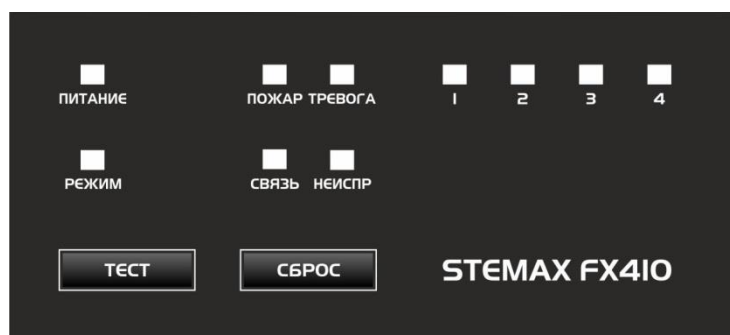 ПИТАНИЕ ПОЖАР ТРЕВОГА 1 2 3 4
РЕЖИМ СВЯЗЬ НЕИСПР
ТЕСТ СБРОС STEMAX FX410